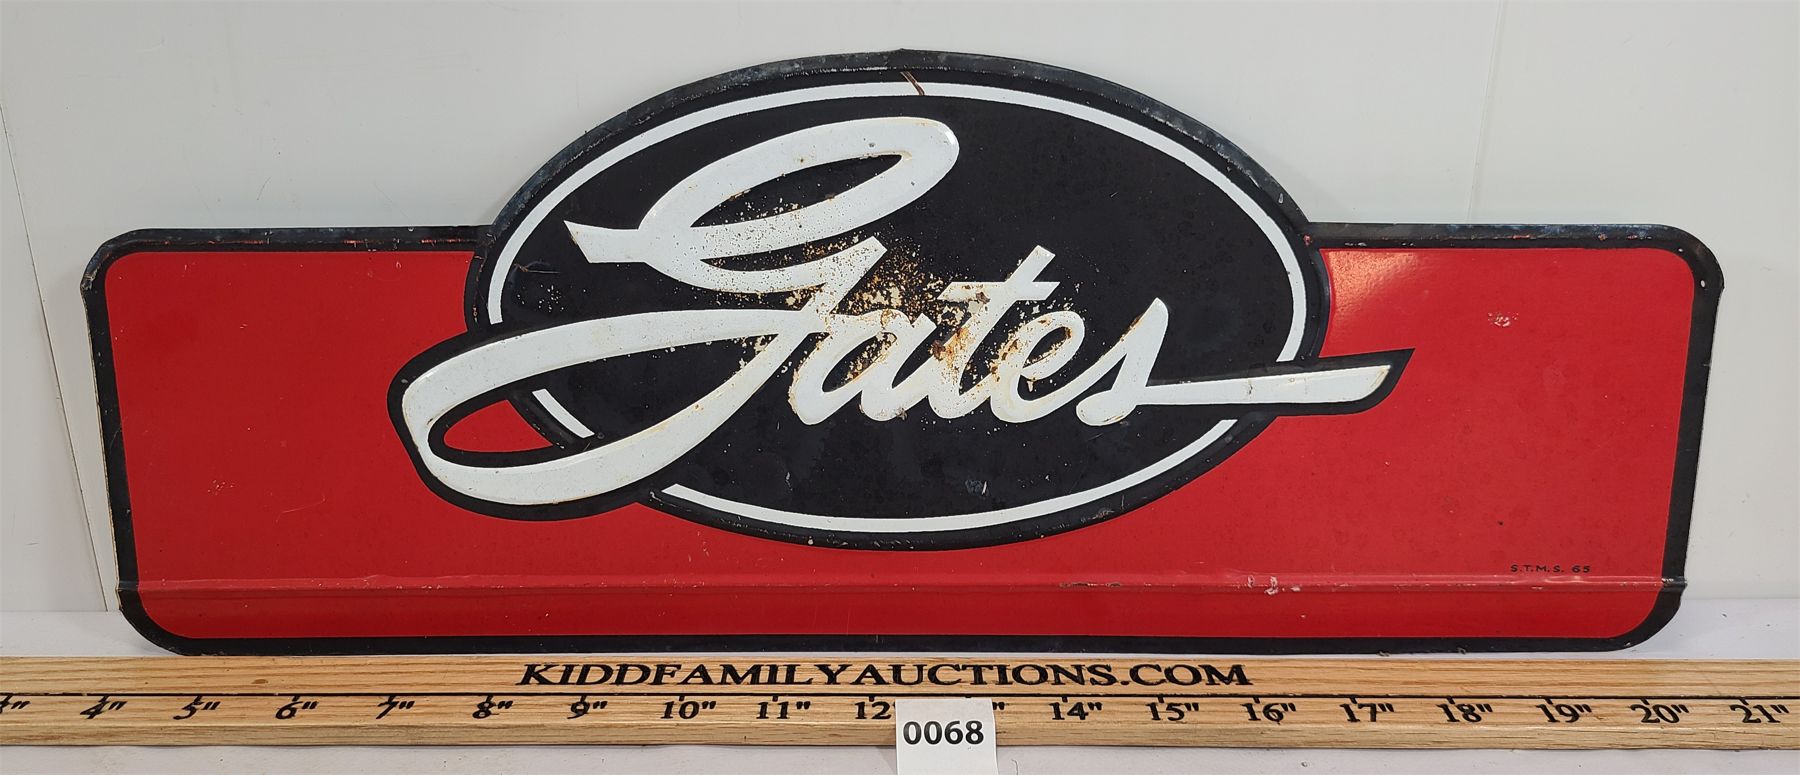 Gates
S.T.M.S. 65
KIDDFAMILYAUCTIONS.COM
3" 4" 5" 6" 7" 8" 9" 10" 11" 12" " 14" 15" 16" 17" 18" 19" 20" 21"
0068